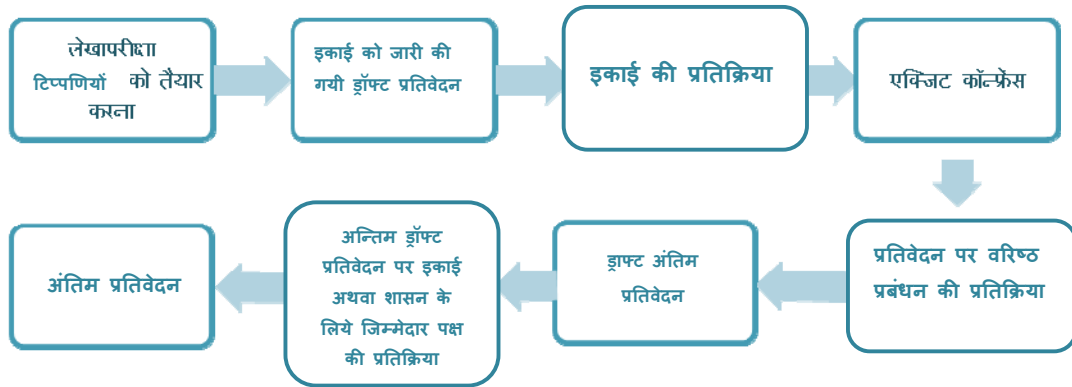 लेखापरीक्षा
टिप्पणियों को तैयार
करना
इकाई को जारी की
गयी ड्रॉफ्ट प्रतिवेदन
इकाई की प्रतिक्रिया
एक्जिट कॉन्फ्रेंस
प्रतिवेदन पर वरिष्ठ
प्रबंधन की प्रतिक्रिया
ड्राफ्ट अंतिम
प्रतिवेदन
अन्तिम ड्रॉफ्ट
प्रतिवेदन पर इकाई
अथवा शासन के
लिये जिम्मेदार पक्ष
की प्रतिक्रिया
अंतिम प्रतिवेदन